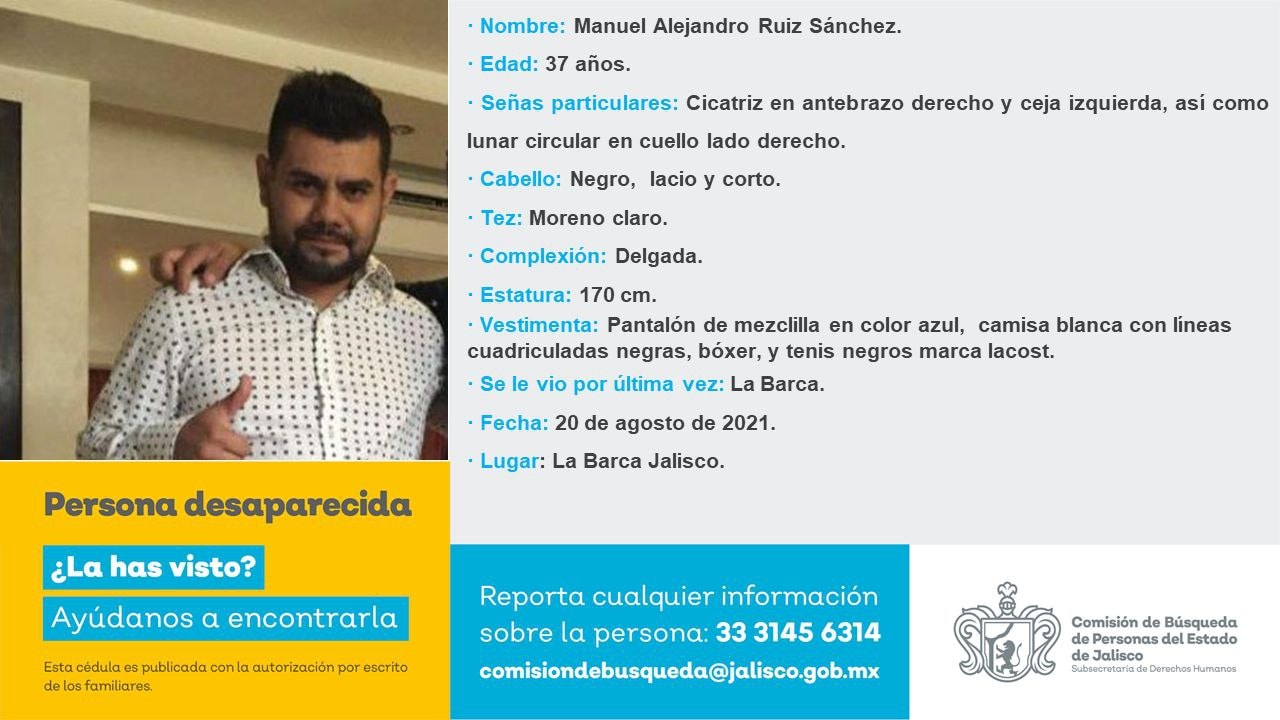 · Nombre: Manuel Alejandro Ruiz Sánchez.
· Edad: 37 años.
· Señas particulares: Cicatriz en antebrazo derecho y ceja izquierda, así como
lunar circular en cuello lado derecho.
· Cabello: Negro, lacio y corto.
· Tez: Moreno claro.
· Complexión: Delgada.
· Estatura: 170 cm.
· Vestimenta: Pantalón de mezclilla en color azul, camisa blanca con líneas
cuadriculadas negras, bóxer, y tenis negros marca lacost.
· Se le vio por última vez: La Barca.
· Fecha: 20 de agosto de 2021.
· Lugar: La Barca Jalisco.
Persona desaparecida
¿La has visto?
Ayúdanos a encontrarla
Esta cédula es publicada con la autorización por escrito
de los familiares.
Reporta cualquier información
sobre la persona: 33 3145 6314
comisiondebusqueda@jalisco.gob.mx
Comisión de Búsqueda
de Personas del Estado
de Jalisco
Subsecretaría de Derechos Humanos